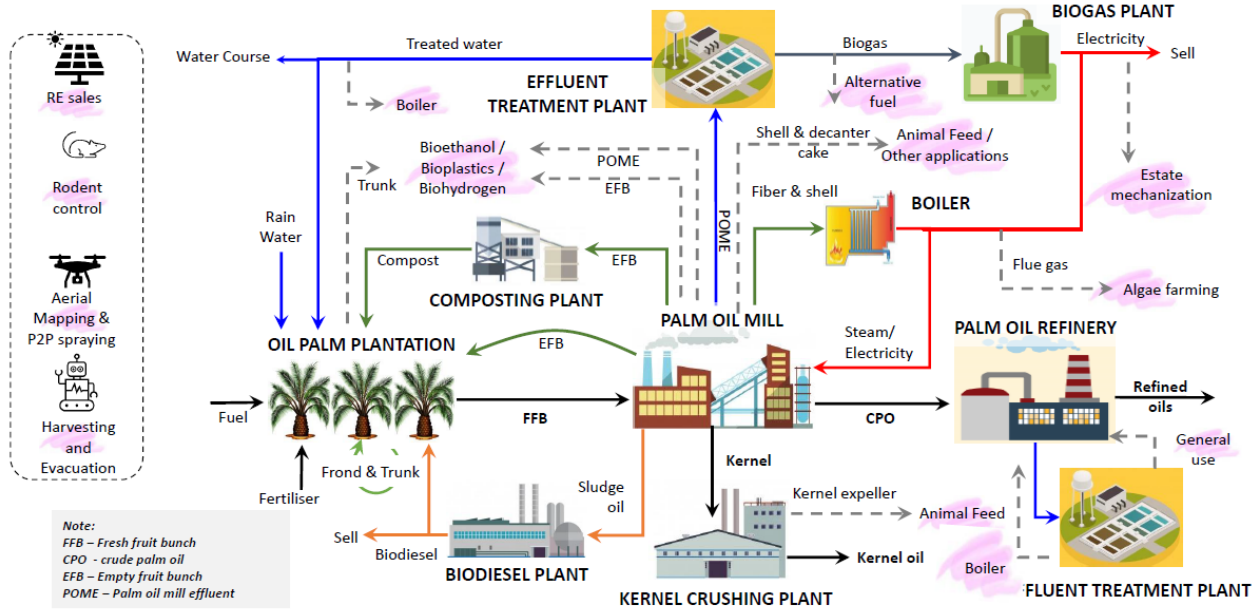 RE sales
Rodent
control
Aerial
Mapping &
P2P spraying
Harvesting
and
Evacuation
Water Course
Treated water
Boiler
EFFLUENT
TREATMENT PLANT
Biogas
Alternative
fuel
BIOGAS PLANT
Electricity
Sell
Estate
mechanization
Bioethanol /
Bioplastics /
Biohydrogen
Trunk
POME
EFB
Shell & decanter
cake
Animal Feed /
Other applications
Fiber & shell
BOILER
POME
Rain
Water
Compost
EFB
COMPOSTING PLANT
Flue gas
Algae farming
PALM OIL MILL
OIL PALM PLANTATION
EFB
Steam/
Electricity
PALM OIL REFINERY
Fuel
FFB
CPO
Refined
oils
Fertiliser
Frond & Trunk
Sludge
oil
Kernel
General
use
Sell
Biodiesel
BIODIESEL PLANT
Kernel expeller
Animal Feed
Kernel oil
KERNEL CRUSHING PLANT
Boiler
FLUENT TREATMENT PLANT
Note:
FFB – Fresh fruit bunch
CPO - crude palm oil
EFB – Empty fruit bunch
POME – Palm oil mill effluent